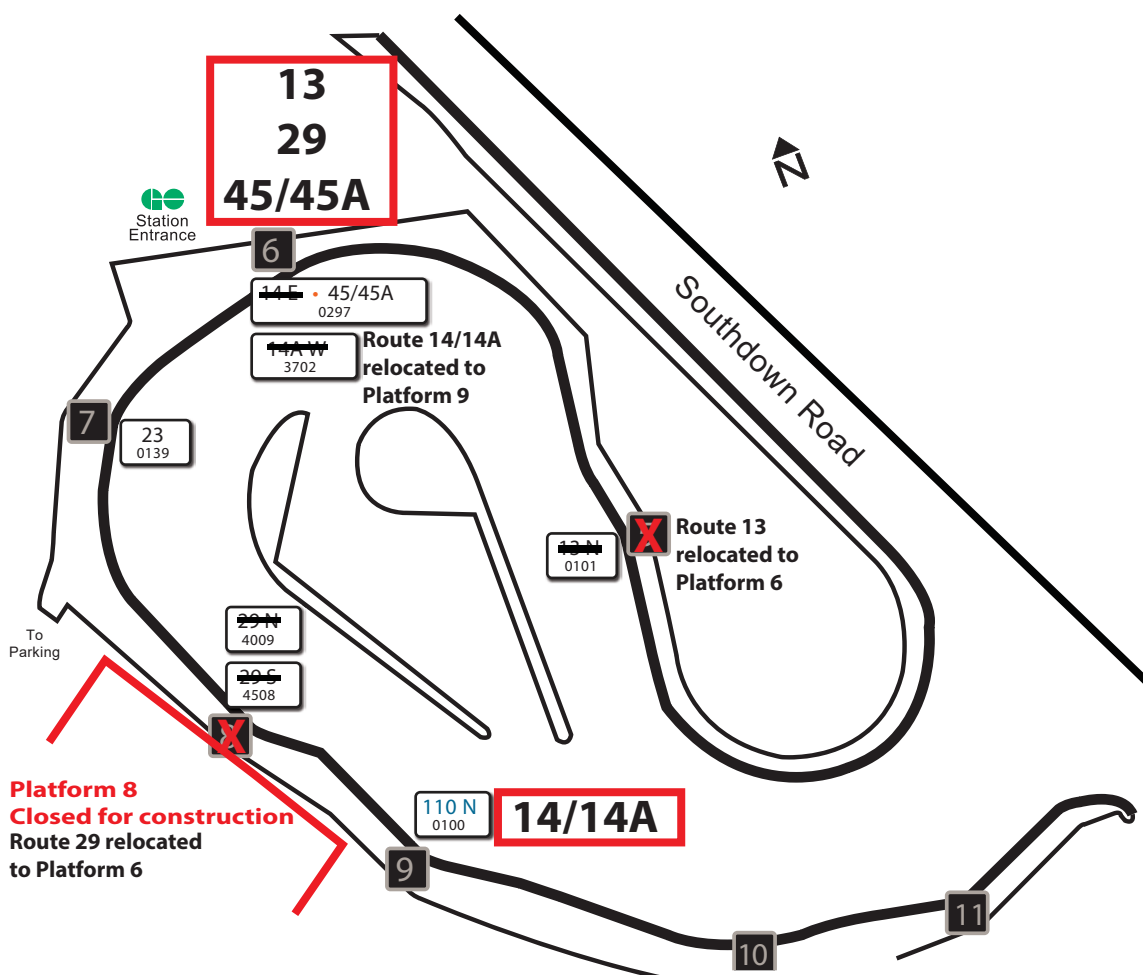 13
29
45/45A
GO
Station
Entrance
N
6
14 E • 45/45A
0297
14A W
3702
Route 14/14A
relocated to
Platform 9
Southdown Road
7
23
0139
13 N
0101
X
Route 13
relocated to
Platform 6
29 N
4009
To
Parking
29 S
4508
8
X
Platform 8
Closed for construction
Route 29 relocated
to Platform 6
110 N
0100
14/14A
9
10
11